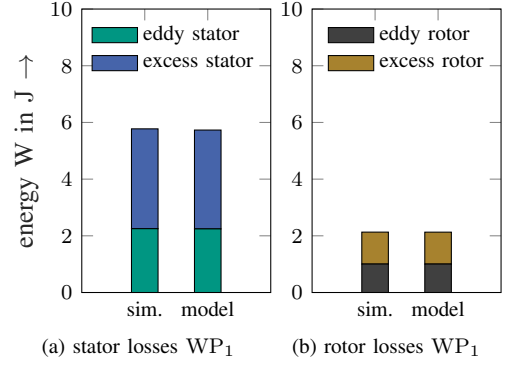 energy W in J →
10
8
6
4
2
0
eddy stator
excess stator
sim. model
(a) stator losses WP₁
10
8
6
4
2
0
eddy rotor
excess rotor
sim. model
(b) rotor losses WP₁